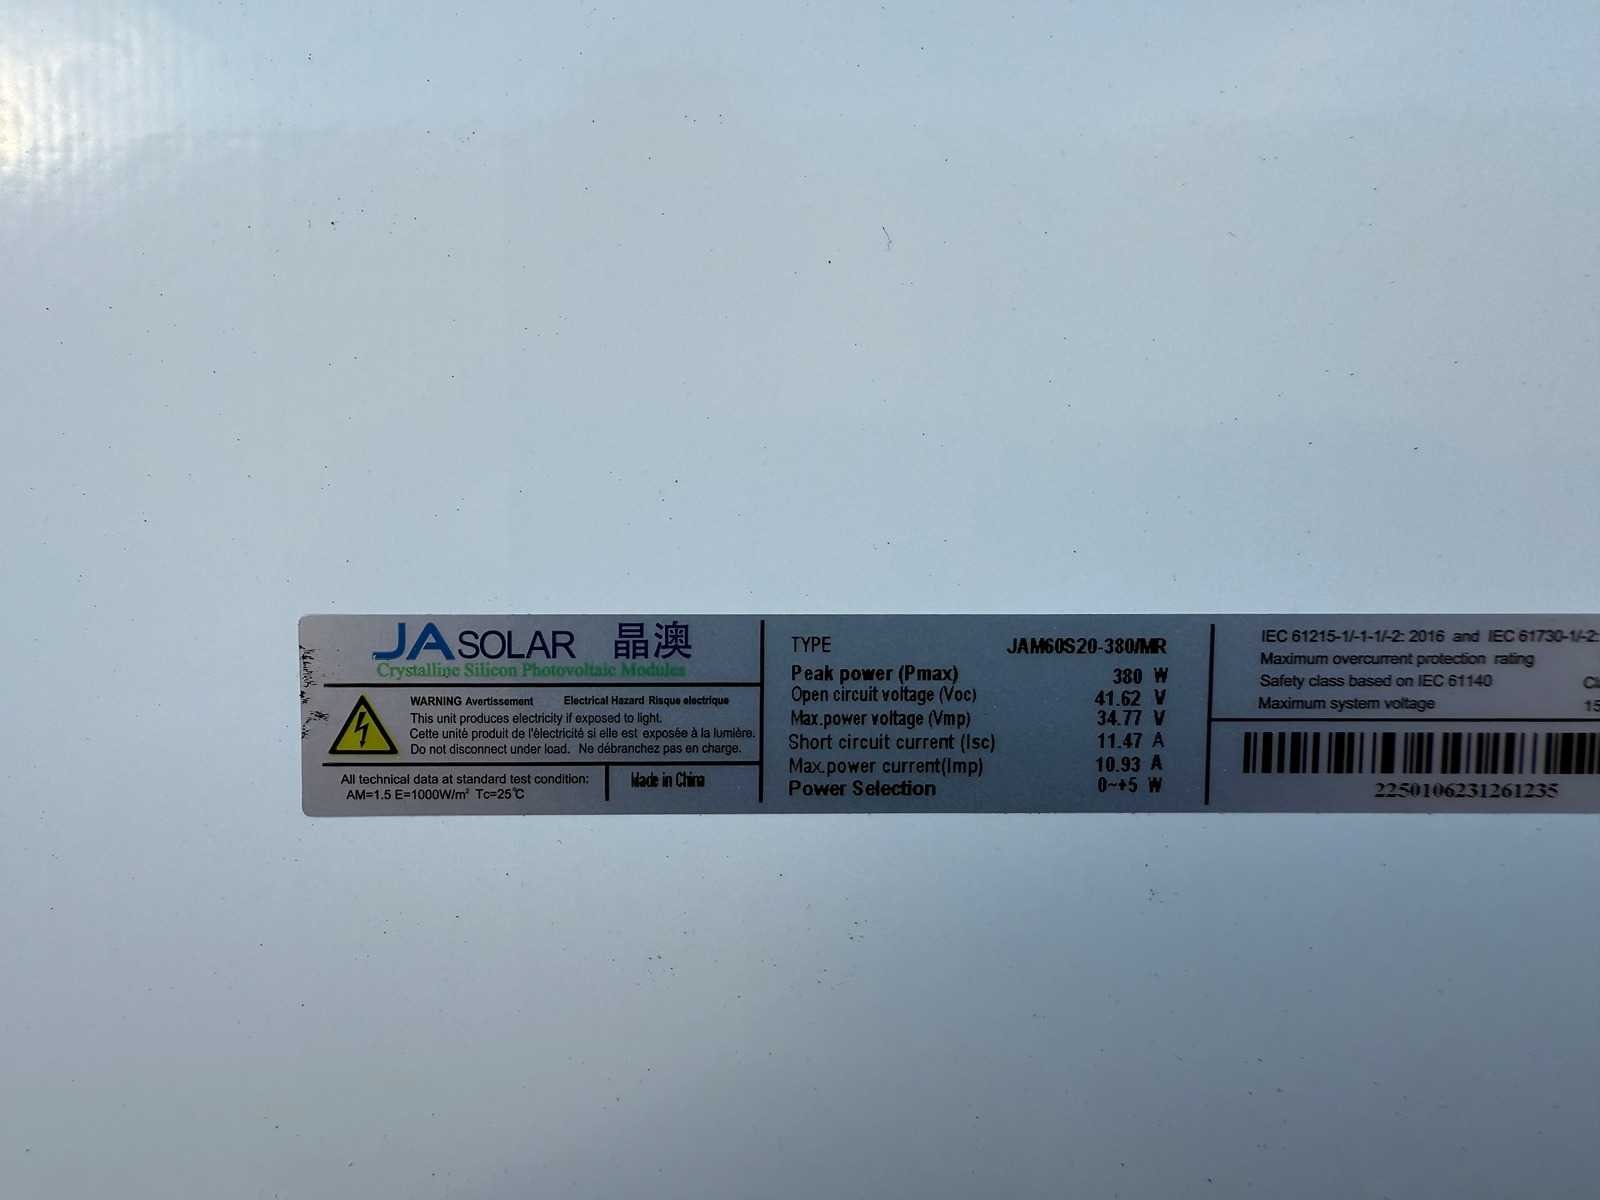 JA SOLAR 晶澳
Crystalline Silicon Photovoltaic Modules
WARNING Avertissement Electrical Hazard Risque electrique
This unit produces electricity if exposed to light.
Cette unité produit de l'électricité si elle est exposée à la lumière.
Do not disconnect under load. Ne débranchez pas en charge.
All technical data at standard test condition:
AM=1.5 E=1000W/m² Tc=25℃
Made in China
TYPE JAM60S20-380/MR
Peak power (Pmax) 380 W
Open circuit voltage (Voc) 41.62 V
Max.power voltage (Vmp) 34.77 V
Short circuit current (Isc) 11.47 A
Max.power current(Imp) 10.93 A
Power Selection 0~+5 W
IEC 61215-1/-1-1/-2: 2016 and IEC 61730-1/-2:
Maximum overcurrent protection rating
Safety class based on IEC 61140
Maximum system voltage
2250106231261235